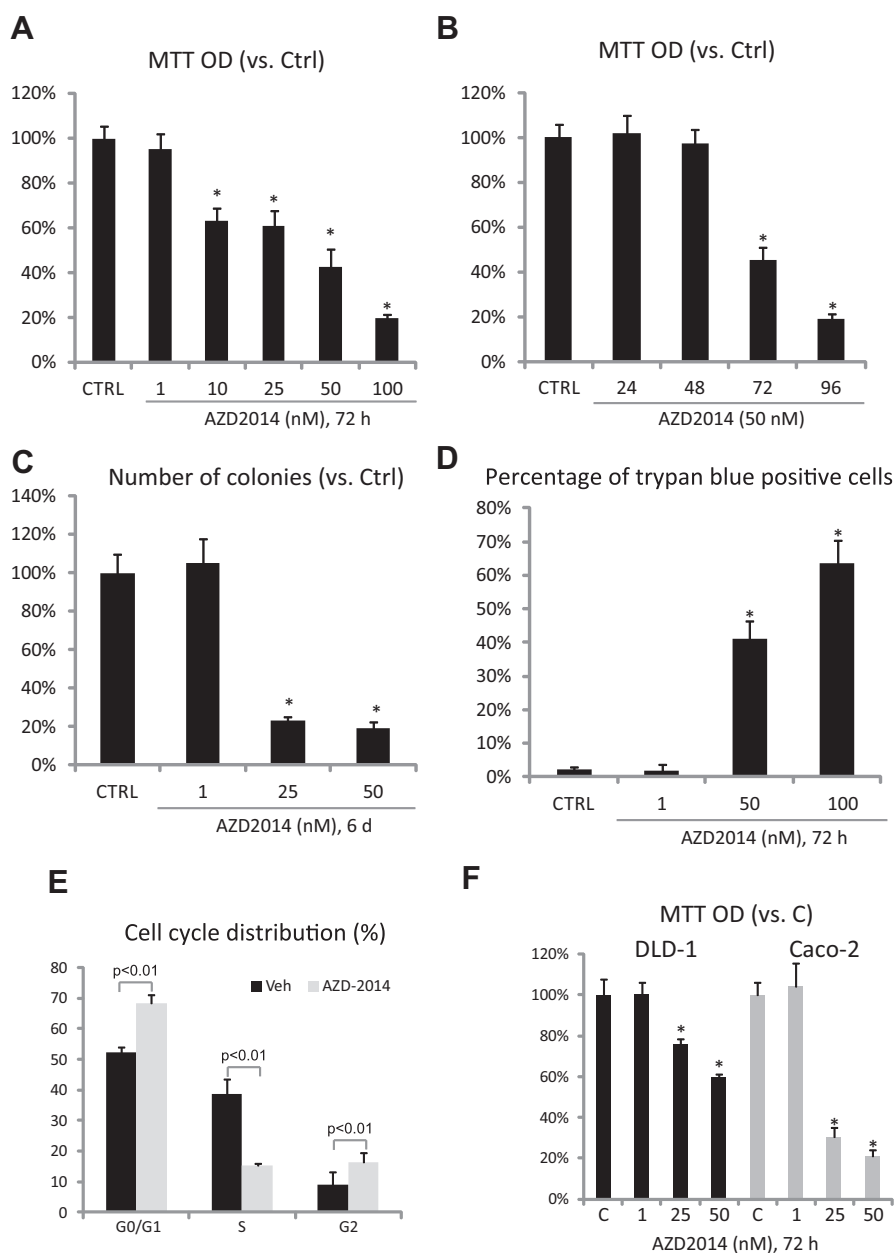 A
MTT OD (vs. Ctrl)
120%
100%
80%
60%
40%
20%
0%
* * * *
CTRL 1 10 25 50 100
AZD2014 (nM), 72 h
B
MTT OD (vs. Ctrl)
120%
100%
80%
60%
40%
20%
0%
* *
CTRL 24 48 72 96
AZD2014 (50 nM)
C
Number of colonies (vs. Ctrl)
140%
120%
100%
80%
60%
40%
20%
0%
* *
CTRL 1 25 50
AZD2014 (nM), 6 d
D
Percentage of trypan blue positive cells
80%
70%
60%
50%
40%
30%
20%
10%
0%
* *
CTRL 1 50 100
AZD2014 (nM), 72 h
E
Cell cycle distribution (%)
Veh AZD-2014
80
70
60
50
40
30
20
10
0
p<0.01
p<0.01
p<0.01
G0/G1 S G2
F
MTT OD (vs. C)
DLD-1 Caco-2
120%
100%
80%
60%
40%
20%
0%
* * * *
C 1 25 50 C 1 25 50
AZD2014 (nM), 72 h